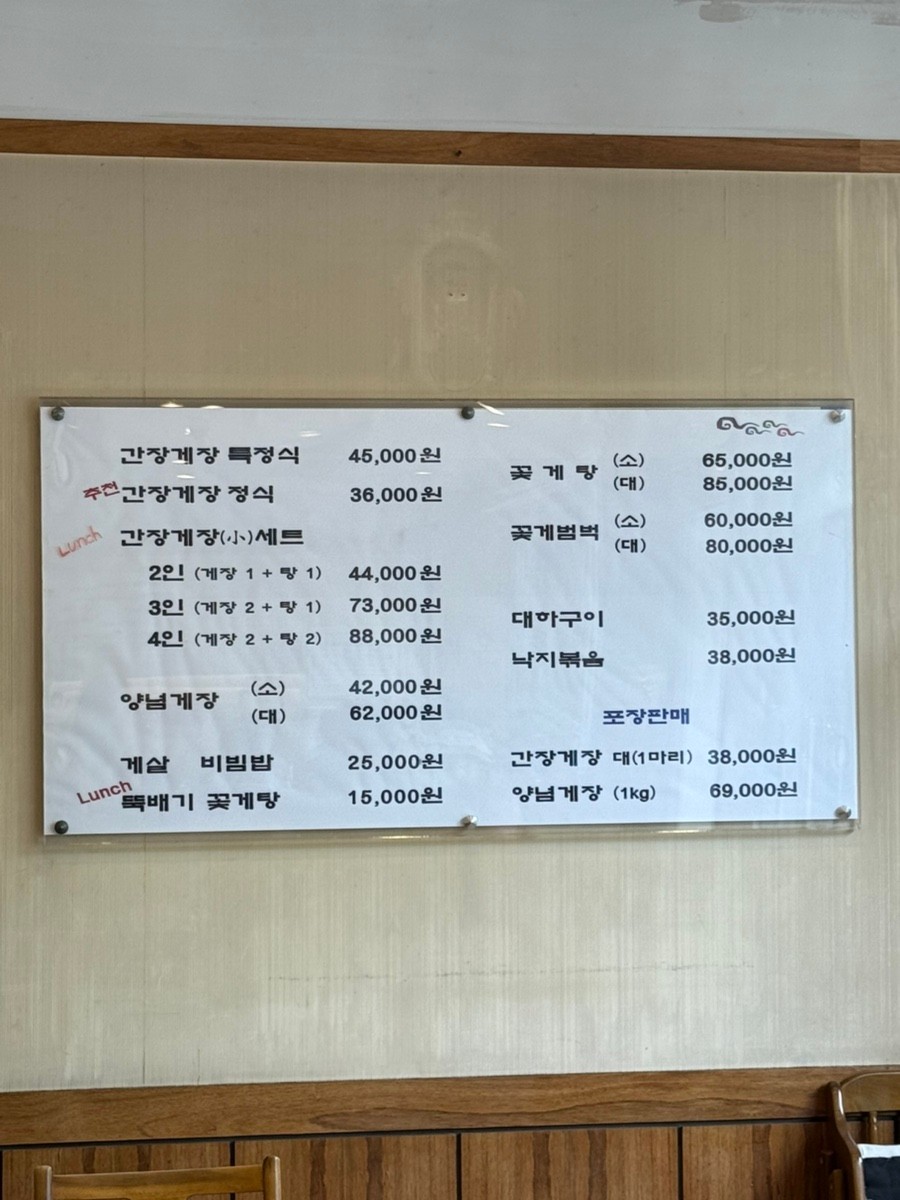 간장게장 특정식 45,000원
추천 간장게장 정식 36,000원
Lunch 간장게장(小)세트
2인 (게장 1 + 탕 1) 44,000원
3인 (게장 2 + 탕 1) 73,000원
4인 (게장 2 + 탕 2) 88,000원
양념게장 (소) 42,000원
(대) 62,000원
게살 비빔밥 25,000원
Lunch 뚝배기 꽃게탕 15,000원
꽃 게 탕 (소) 65,000원
(대) 85,000원
꽃게범벅 (소) 60,000원
(대) 80,000원
대하구이 35,000원
낙지볶음 38,000원
포장판매
간장게장 대(1마리) 38,000원
양념게장 (1kg) 69,000원